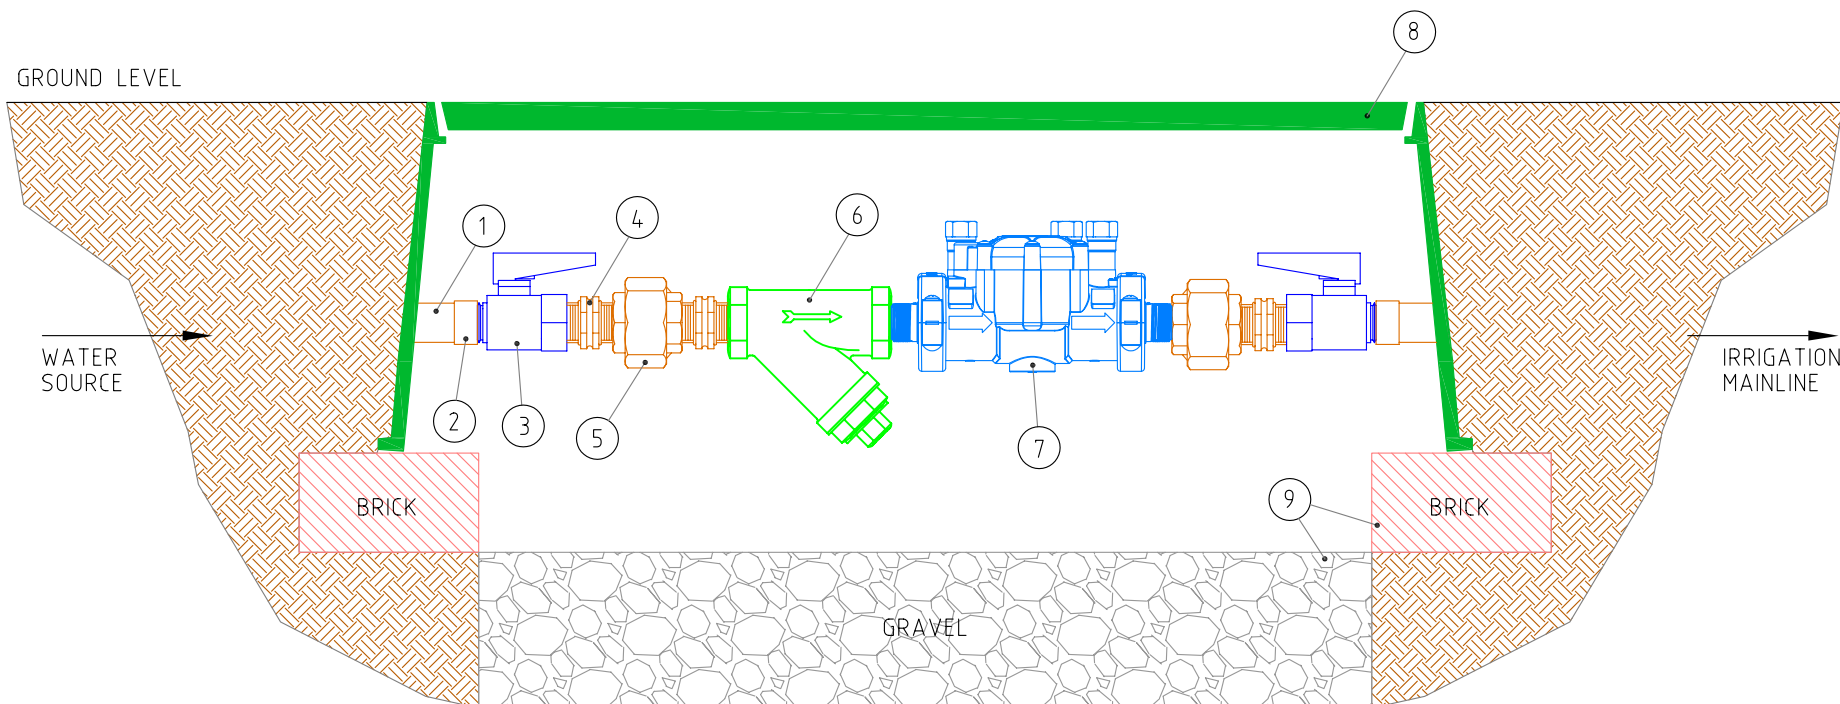 8
GROUND LEVEL
1
4
6
WATER
SOURCE
IRRIGATION
MAINLINE
2
3
5
7
9
BRICK
BRICK
GRAVEL